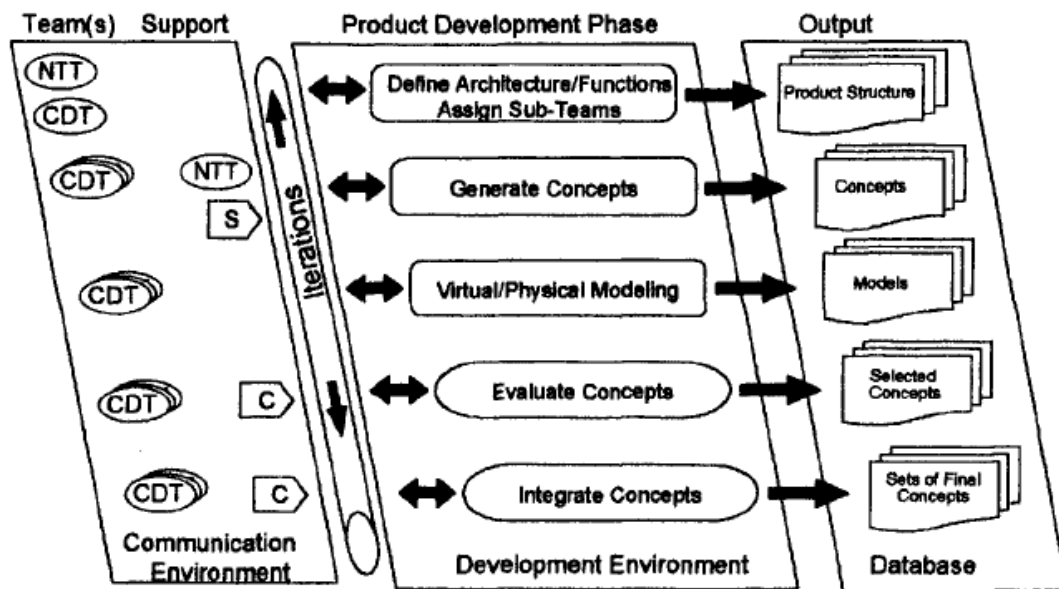 Team(s) Support Product Development Phase Output
NTT
CDT
Define Architecture/Functions
Assign Sub-Teams
Product Structure
CDT NTT
S
Generate Concepts
Concepts
Iterations
CDT
Virtual/Physical Modeling
Models
CDT C
Evaluate Concepts
Selected
Concepts
CDT C
Integrate Concepts
Sets of Final
Concepts
Communication
Environment
Development Environment
Database